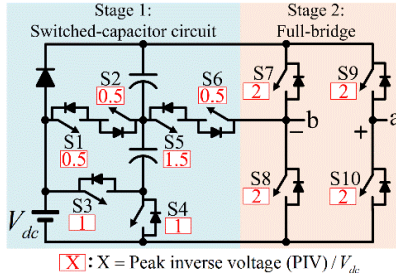 Stage 1:
Switched-capacitor circuit
Stage 2:
Full-bridge
S2
0.5
S6
0.5
S7
2
S9
2
S1
0.5
S5
1.5
b
−
+
a
S3
1
S4
1
S8
2
S10
2
Vdc
X : X = Peak inverse voltage (PIV) / Vdc